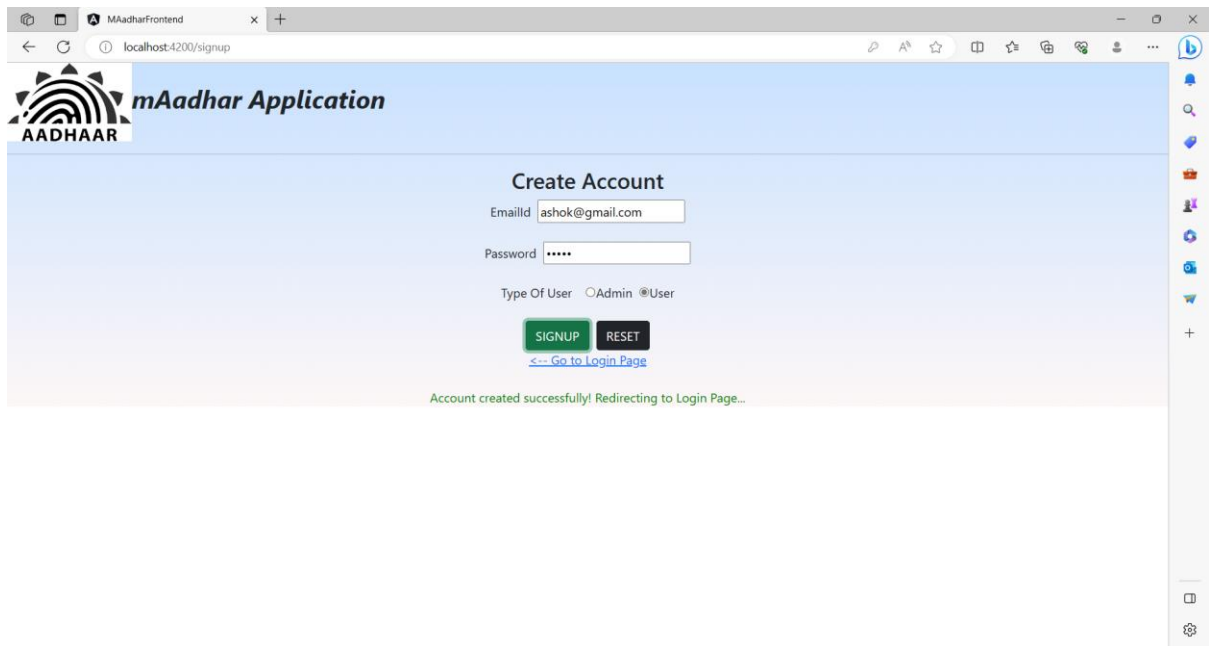 MAadharFrontend
localhost:4200/signup
AADHAAR
mAadhar Application
Create Account
EmailId ashok@gmail.com
Password •••••
Type Of User Admin User
SIGNUP RESET
<-- Go to Login Page
Account created successfully! Redirecting to Login Page...